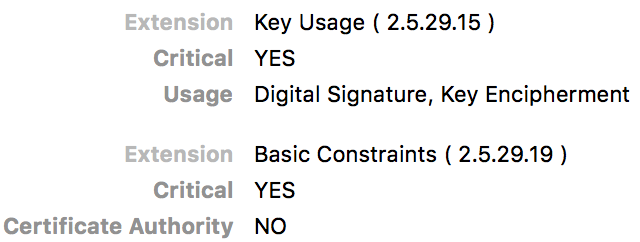 Extension Key Usage ( 2.5.29.15 )
Critical YES
Usage Digital Signature, Key Encipherment
Extension Basic Constraints ( 2.5.29.19 )
Critical YES
Certificate Authority NO